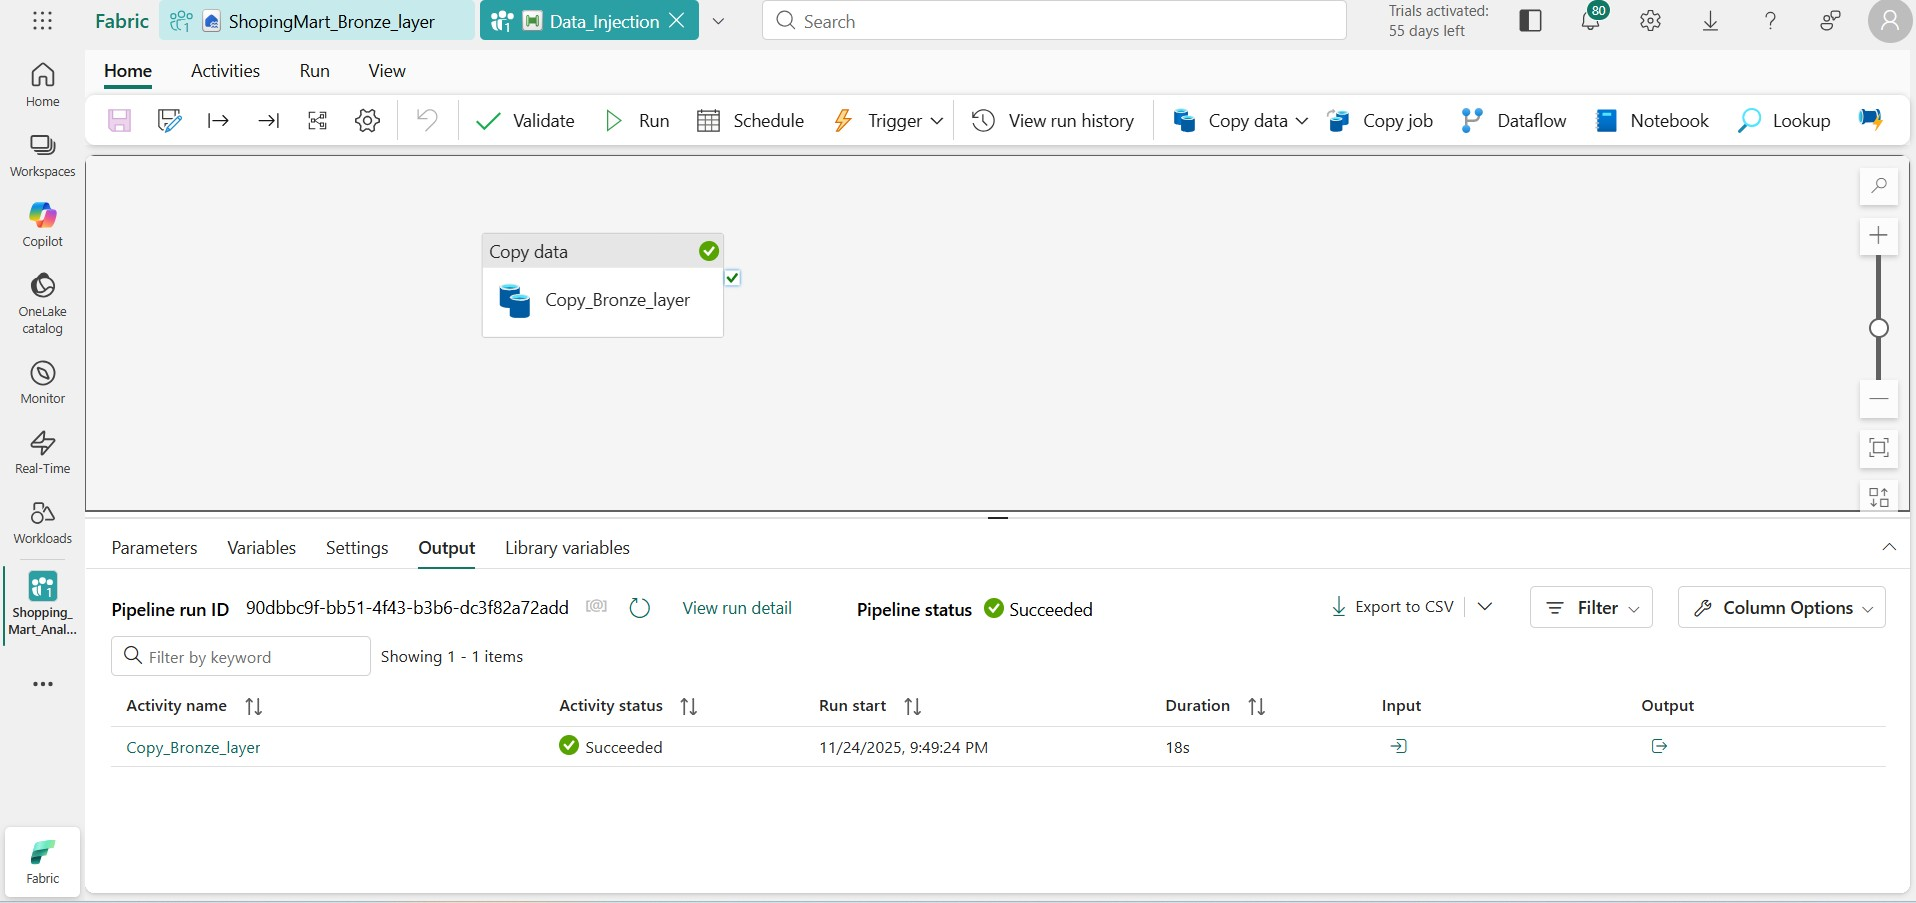 Fabric
ShopingMart_Bronze_layer
Data_Injection
Search
Trials activated:
55 days left
80
Home
Activities
Run
View
Validate
Run
Schedule
Trigger
View run history
Copy data
Copy job
Dataflow
Notebook
Lookup
Home
Workspaces
Copilot
OneLake
catalog
Monitor
Real-Time
Workloads
Shopping_
Mart_Anal...
Fabric
Copy data
Copy_Bronze_layer
Parameters
Variables
Settings
Output
Library variables
Pipeline run ID
90dbbc9f-bb51-4f43-b3b6-dc3f82a72add
View run detail
Pipeline status
Succeeded
Export to CSV
Filter
Column Options
Filter by keyword
Showing 1 - 1 items
Activity name
Activity status
Run start
Duration
Input
Output
Copy_Bronze_layer
Succeeded
11/24/2025, 9:49:24 PM
18s